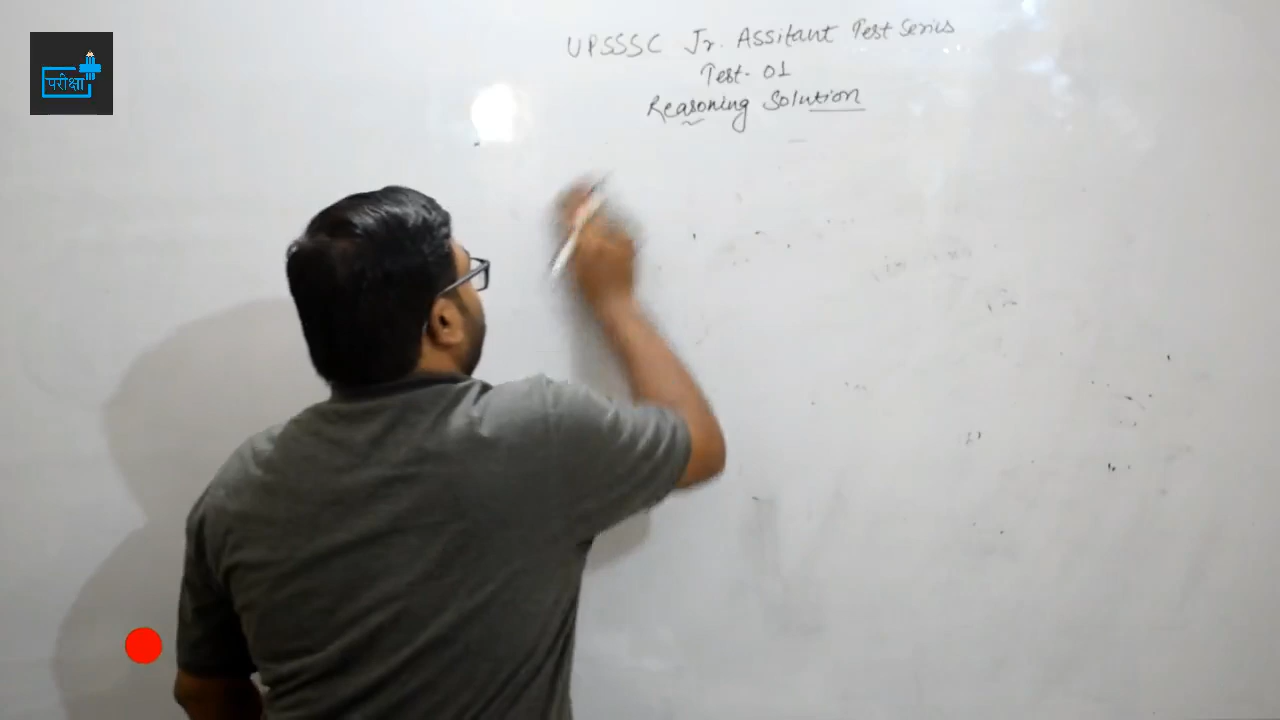 परीक्षा
UPSSSC Jr. Assitant Test Series
Test-01
Reasoning Solution